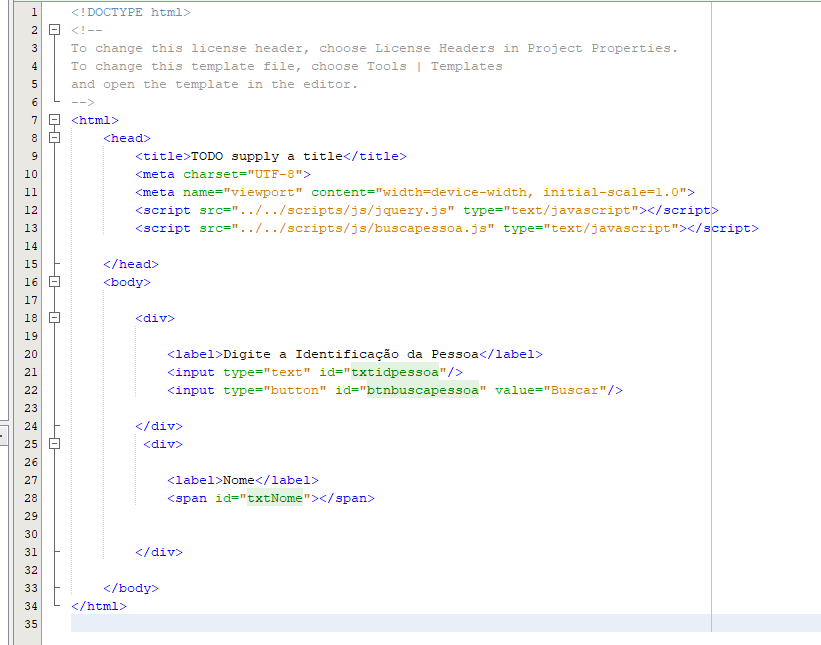 1 <!DOCTYPE html>
2 <!--
3 To change this license header, choose License Headers in Project Properties.
4 To change this template file, choose Tools | Templates
5 and open the template in the editor.
6 -->
7 <html>
8 <head>
9 <title>TODO supply a title</title>
10 <meta charset="UTF-8">
11 <meta name="viewport" content="width=device-width, initial-scale=1.0">
12 <script src="../../scripts/js/jquery.js" type="text/javascript"></script>
13 <script src="../../scripts/js/buscapessoa.js" type="text/javascript"></script>
14
15 </head>
16 <body>
17
18 <div>
19
20 <label>Digite a Identificação da Pessoa</label>
21 <input type="text" id="txtidpessoa"/>
22 <input type="button" id="btnbuscapessoa" value="Buscar"/>
23
24 </div>
25 <div>
26
27 <label>Nome</label>
28 <span id="txtNome"></span>
29
30
31 </div>
32
33 </body>
34 </html>
35